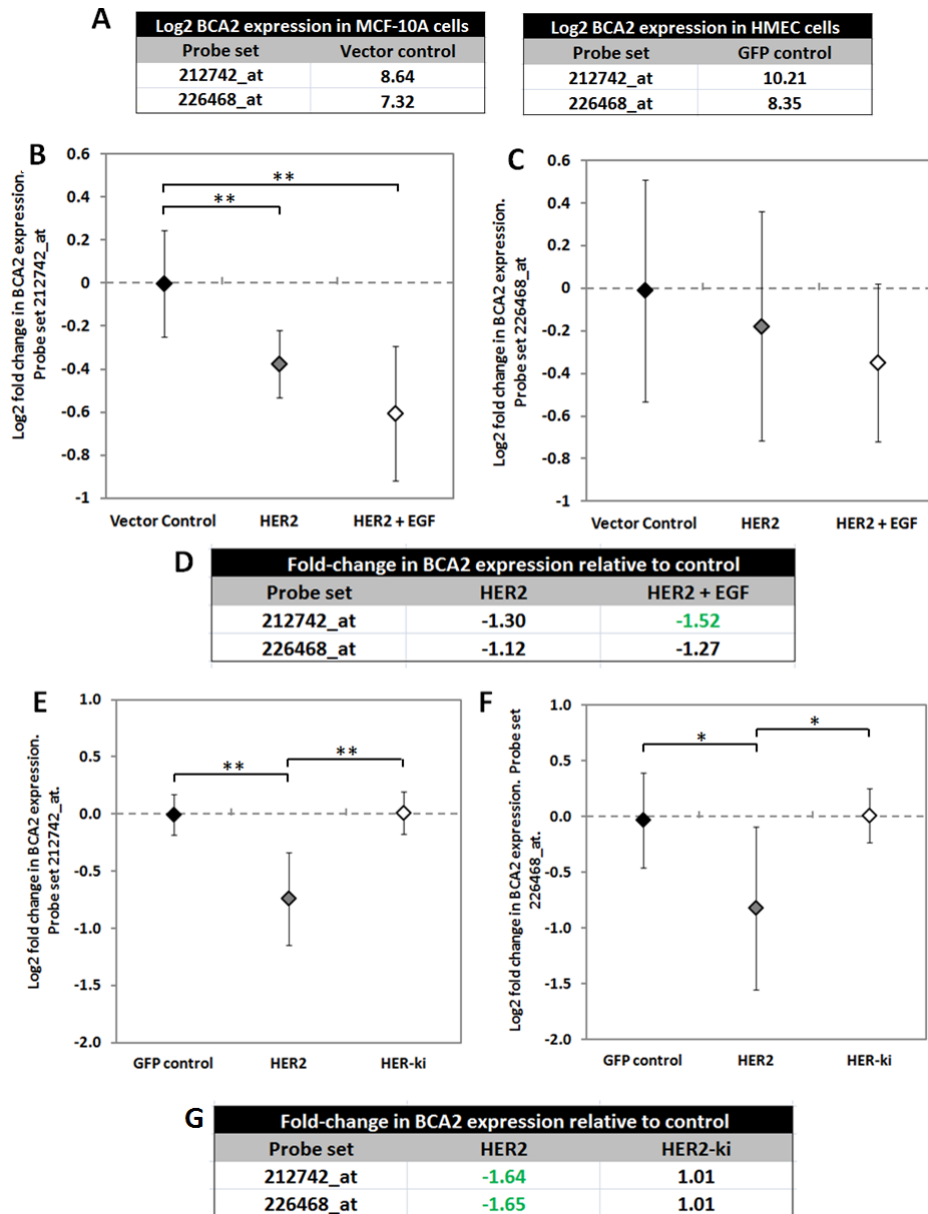 A
Log2 BCA2 expression in MCF-10A cells
Probe set Vector control
212742_at 8.64
226468_at 7.32
Log2 BCA2 expression in HMEC cells
Probe set GFP control
212742_at 10.21
226468_at 8.35
B
Log2 fold change in BCA2 expression.
Probe set 212742_at
0.6
0.4
0.2
0
-0.2
-0.4
-0.6
-0.8
-1
**
**
Vector Control HER2 HER2 + EGF
C
Log2 fold change in BCA2 expression.
Probe set 226468_at
0.6
0.4
0.2
0
-0.2
-0.4
-0.6
-0.8
-1
Vector Control HER2 HER2 + EGF
D
Fold-change in BCA2 expression relative to control
Probe set HER2 HER2 + EGF
212742_at -1.30 -1.52
226468_at -1.12 -1.27
E
Log2 fold change in BCA2 expression.
Probe set 212742_at.
1.0
0.5
0.0
-0.5
-1.0
-1.5
-2.0
**
**
GFP control HER2 HER-ki
F
Log2 fold change in BCA2 expression. Probe set
226468_at.
1.0
0.5
0.0
-0.5
-1.0
-1.5
-2.0
*
*
GFP control HER2 HER-ki
G
Fold-change in BCA2 expression relative to control
Probe set HER2 HER2-ki
212742_at -1.64 1.01
226468_at -1.65 1.01